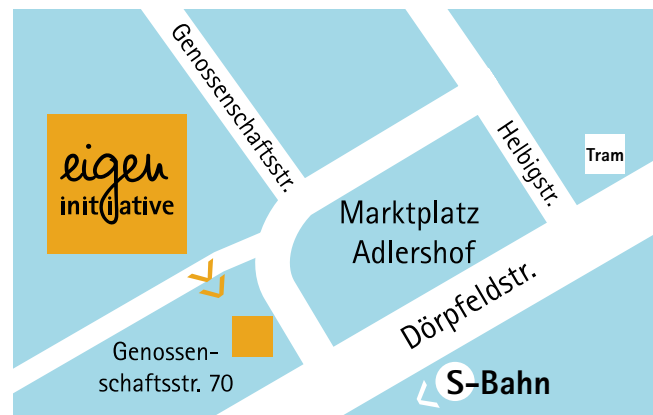 Genossenschaftsstr.
eigen
initiative
Helbigstr.
Tram
Marktplatz
Adlershof
Dörpfeldstr.
Genossen-
schaftsstr. 70
S-Bahn